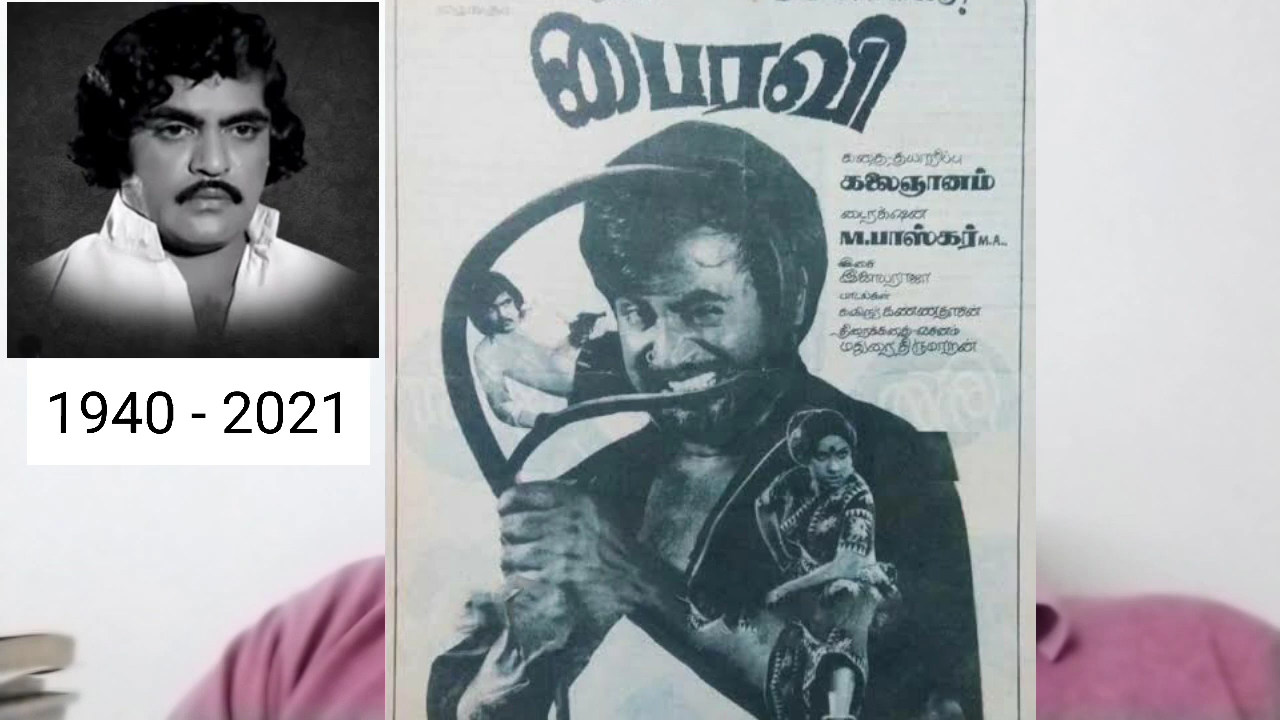 1940 - 2021
பைரவி
கதை-தயாரிப்பு
கலைஞானம்
டைரக்‌ஷன்
M.பாஸ்கர் M.A..
இசை
இளையராஜா
பாடல்கள்
கவிஞர் கண்ணதாசன்
திரைக்கதை-வசனம்
மதுரை திருமாறன்